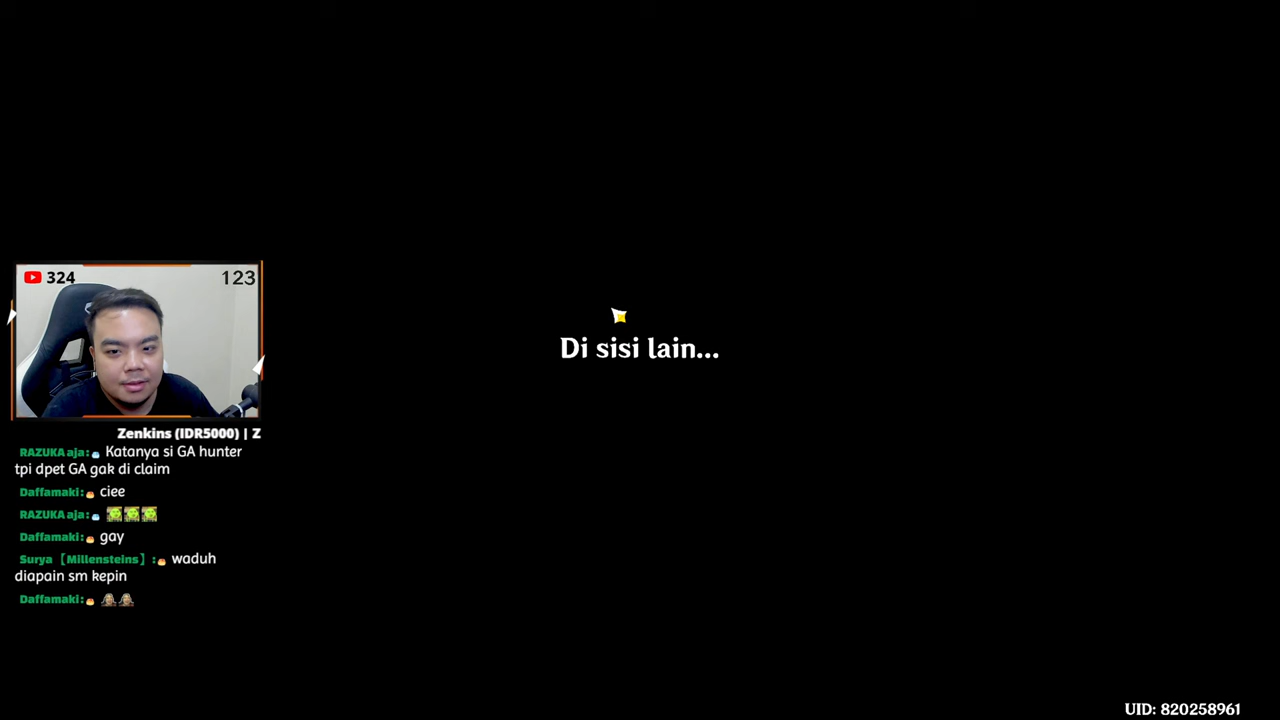 324
123
Di sisi lain...
Zenkins (IDR5000) | Z
RAZUKA aja: Katanya si GA hunter
tpi dpet GA gak di claim
Daffamaki: ciee
RAZUKA aja:
Daffamaki: gay
Surya【Millensteins】: waduh
diapain sm kepin
Daffamaki:
UID: 820258961